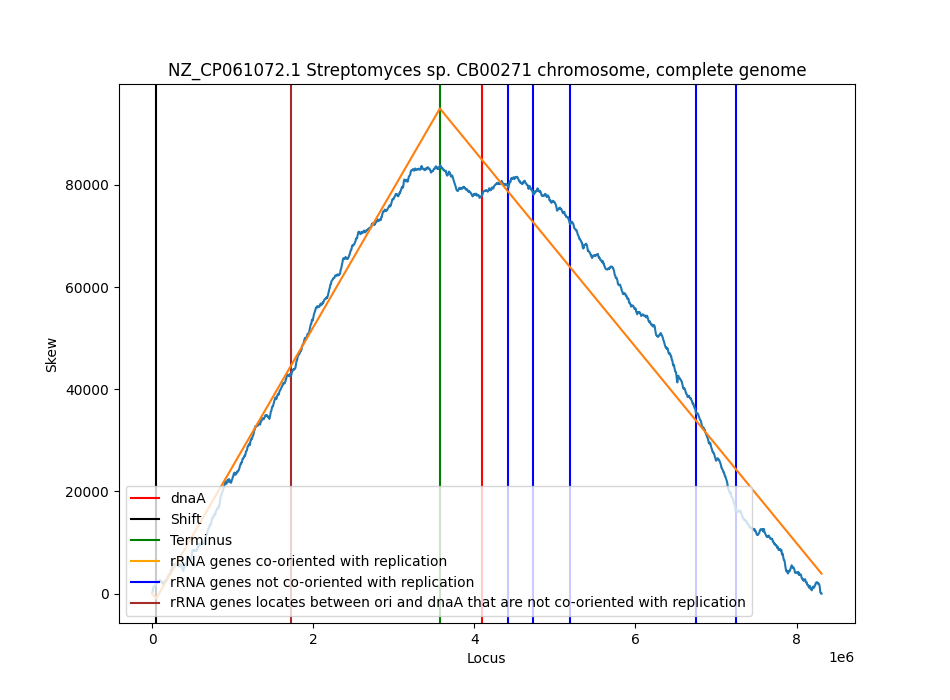 NZ_CP061072.1 Streptomyces sp. CB00271 chromosome, complete genome
80000
60000
40000
20000
0
Skew
dnaA
Shift
Terminus
rRNA genes co-oriented with replication
rRNA genes not co-oriented with replication
rRNA genes locates between ori and dnaA that are not co-oriented with replication
0 2 4 6 8
1e6
Locus